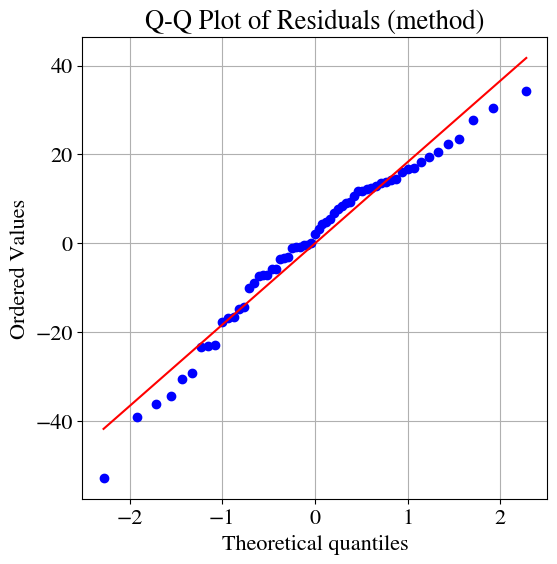 Q-Q Plot of Residuals (method)
40
20
0
−20
−40
Ordered Values
−2 −1 0 1 2
Theoretical quantiles